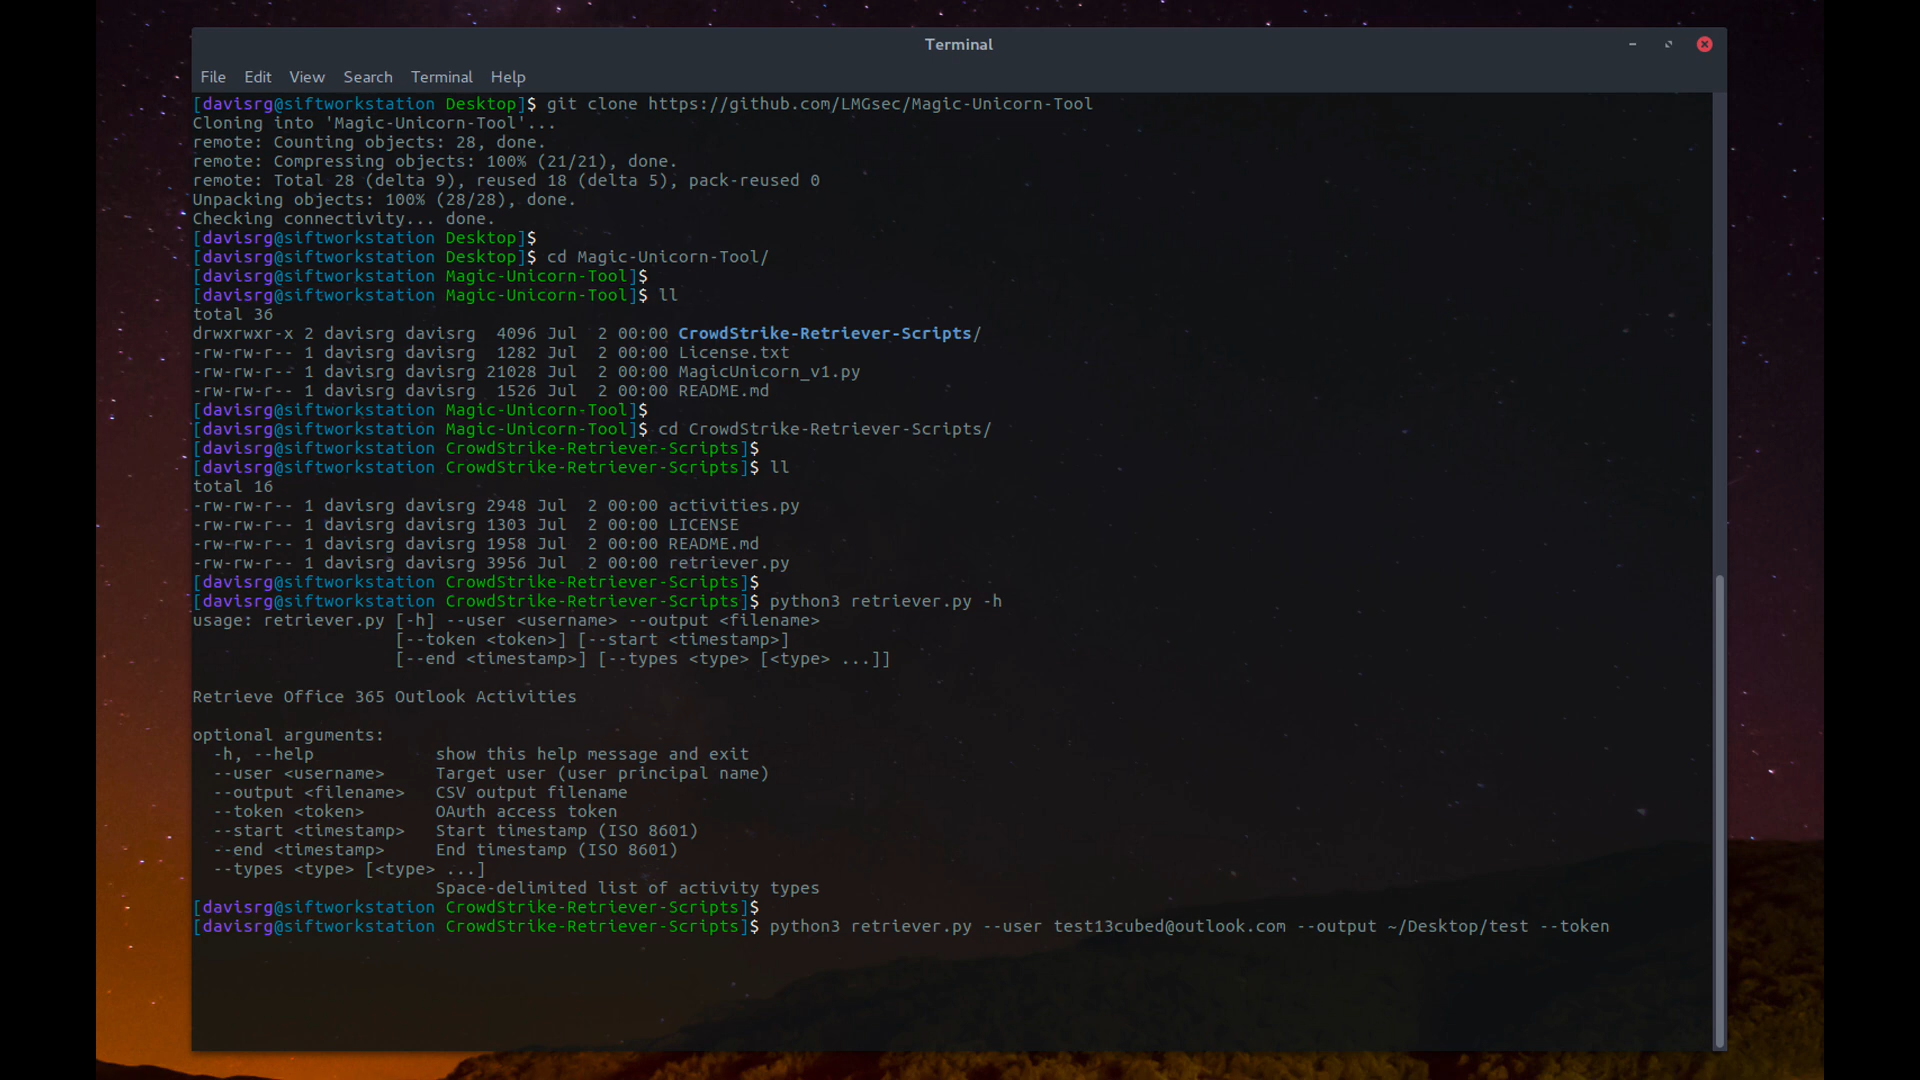 Terminal
File Edit View Search Terminal Help
[davisrg@siftworkstation Desktop]$ git clone https://github.com/LMGsec/Magic-Unicorn-Tool
Cloning into 'Magic-Unicorn-Tool'...
remote: Counting objects: 28, done.
remote: Compressing objects: 100% (21/21), done.
remote: Total 28 (delta 9), reused 18 (delta 5), pack-reused 0
Unpacking objects: 100% (28/28), done.
Checking connectivity... done.
[davisrg@siftworkstation Desktop]$
[davisrg@siftworkstation Desktop]$ cd Magic-Unicorn-Tool/
[davisrg@siftworkstation Magic-Unicorn-Tool]$
[davisrg@siftworkstation Magic-Unicorn-Tool]$ ll
total 36
drwxrwxr-x 2 davisrg davisrg  4096 Jul  2 00:00 CrowdStrike-Retriever-Scripts/
-rw-rw-r-- 1 davisrg davisrg  1282 Jul  2 00:00 License.txt
-rw-rw-r-- 1 davisrg davisrg 21028 Jul  2 00:00 MagicUnicorn_v1.py
-rw-rw-r-- 1 davisrg davisrg  1526 Jul  2 00:00 README.md
[davisrg@siftworkstation Magic-Unicorn-Tool]$
[davisrg@siftworkstation Magic-Unicorn-Tool]$ cd CrowdStrike-Retriever-Scripts/
[davisrg@siftworkstation CrowdStrike-Retriever-Scripts]$
[davisrg@siftworkstation CrowdStrike-Retriever-Scripts]$ ll
total 16
-rw-rw-r-- 1 davisrg davisrg 2948 Jul  2 00:00 activities.py
-rw-rw-r-- 1 davisrg davisrg 1303 Jul  2 00:00 LICENSE
-rw-rw-r-- 1 davisrg davisrg 1958 Jul  2 00:00 README.md
-rw-rw-r-- 1 davisrg davisrg 3956 Jul  2 00:00 retriever.py
[davisrg@siftworkstation CrowdStrike-Retriever-Scripts]$
[davisrg@siftworkstation CrowdStrike-Retriever-Scripts]$ python3 retriever.py -h
usage: retriever.py [-h] --user <username> --output <filename>
                    [--token <token>] [--start <timestamp>]
                    [--end <timestamp>] [--types <type> [<type> ...]]
Retrieve Office 365 Outlook Activities
optional arguments:
  -h, --help            show this help message and exit
  --user <username>     Target user (user principal name)
  --output <filename>   CSV output filename
  --token <token>       OAuth access token
  --start <timestamp>   Start timestamp (ISO 8601)
  --end <timestamp>     End timestamp (ISO 8601)
  --types <type> [<type> ...]
                        Space-delimited list of activity types
[davisrg@siftworkstation CrowdStrike-Retriever-Scripts]$
[davisrg@siftworkstation CrowdStrike-Retriever-Scripts]$ python3 retriever.py --user test13cubed@outlook.com --output ~/Desktop/test --token